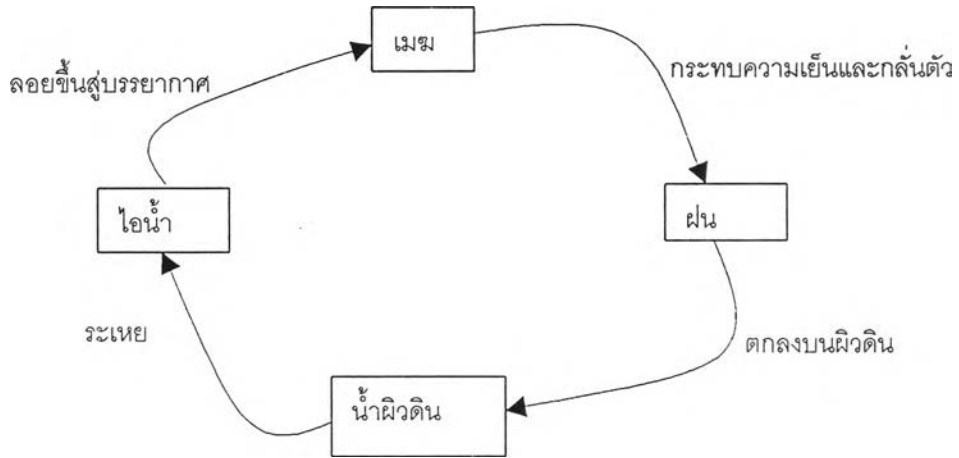 เมฆ
กระทบความเย็นและกลั่นตัว
ลอยขึ้นสู่บรรยากาศ
ไอน้ำ
ฝน
ระเหย
ตกลงบนผิวดิน
น้ำผิวดิน